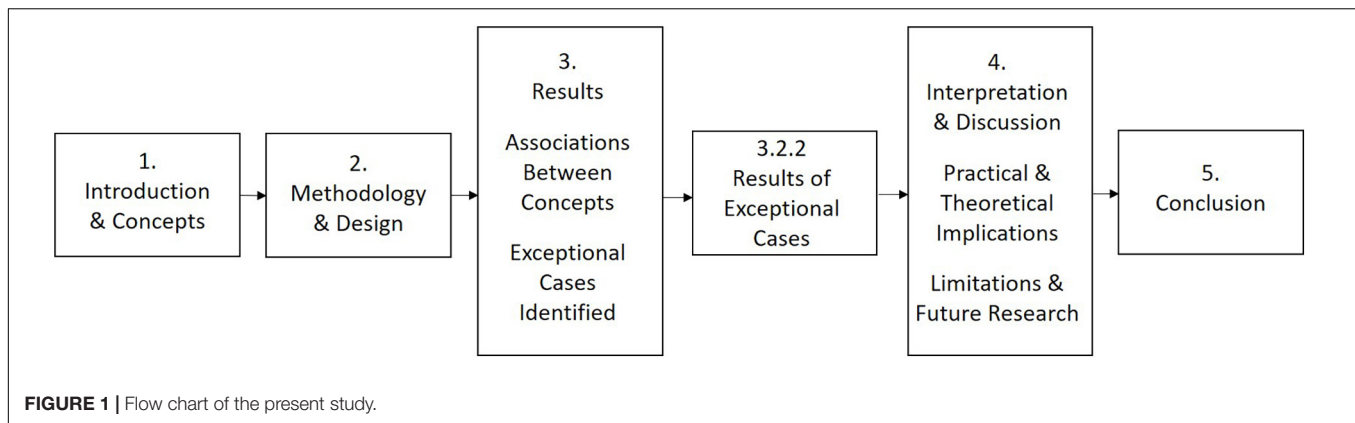 1.
Introduction
& Concepts
2.
Methodology
& Design
3.
Results
Associations
Between
Concepts
Exceptional
Cases
Identified
3.2.2
Results of
Exceptional
Cases
4.
Interpretation
& Discussion
Practical &
Theoretical
Implications
Limitations &
Future Research
5.
Conclusion
FIGURE 1 | Flow chart of the present study.